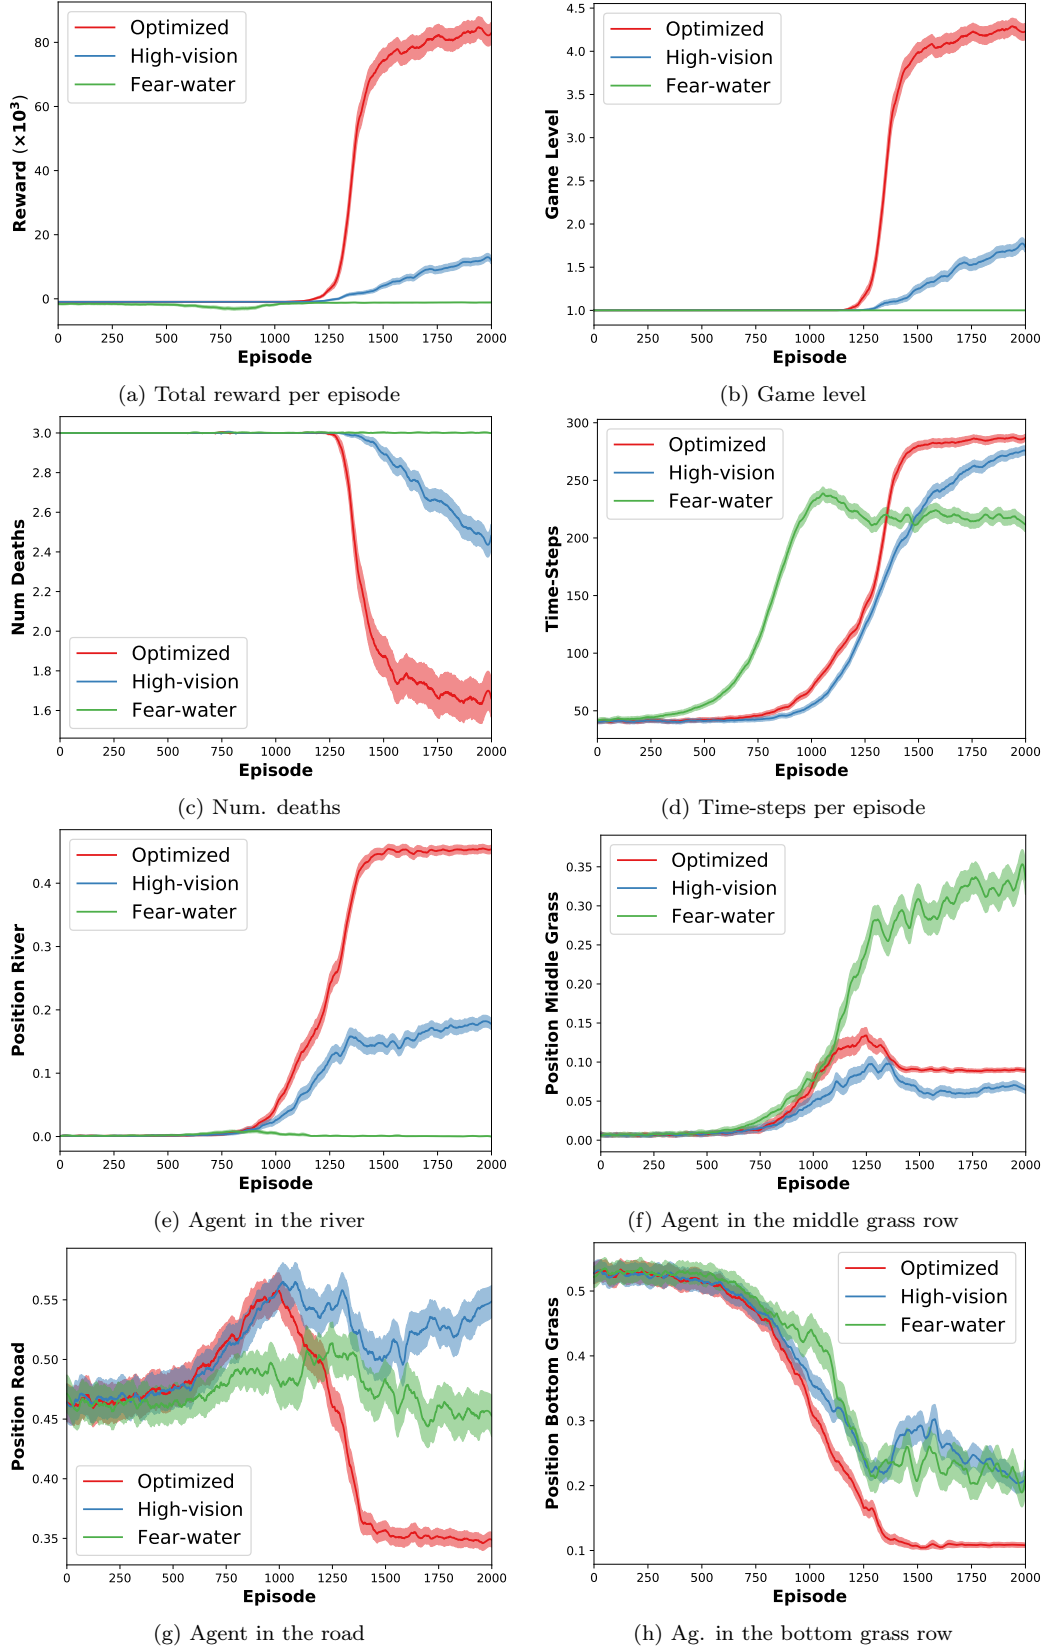 Optimized
High-vision
Fear-water
80
60
40
20
0
Reward (×10³)
0 250 500 750 1000 1250 1500 1750 2000
Episode
(a) Total reward per episode
Optimized
High-vision
Fear-water
4.5
4.0
3.5
3.0
2.5
2.0
1.5
1.0
Game Level
0 250 500 750 1000 1250 1500 1750 2000
Episode
(b) Game level
3.0
2.8
2.6
2.4
2.2
2.0
1.8
1.6
Num Deaths
Optimized
High-vision
Fear-water
0 250 500 750 1000 1250 1500 1750 2000
Episode
(c) Num. deaths
Optimized
High-vision
Fear-water
300
250
200
150
100
50
Time-Steps
0 250 500 750 1000 1250 1500 1750 2000
Episode
(d) Time-steps per episode
Optimized
High-vision
Fear-water
0.4
0.3
0.2
0.1
0.0
Position River
0 250 500 750 1000 1250 1500 1750 2000
Episode
(e) Agent in the river
Optimized
High-vision
Fear-water
0.35
0.30
0.25
0.20
0.15
0.10
0.05
0.00
Position Middle Grass
0 250 500 750 1000 1250 1500 1750 2000
Episode
(f) Agent in the middle grass row
0.55
0.50
0.45
0.40
0.35
Position Road
Optimized
High-vision
Fear-water
0 250 500 750 1000 1250 1500 1750 2000
Episode
(g) Agent in the road
Optimized
High-vision
Fear-water
0.5
0.4
0.3
0.2
0.1
Position Bottom Grass
0 250 500 750 1000 1250 1500 1750 2000
Episode
(h) Ag. in the bottom grass row